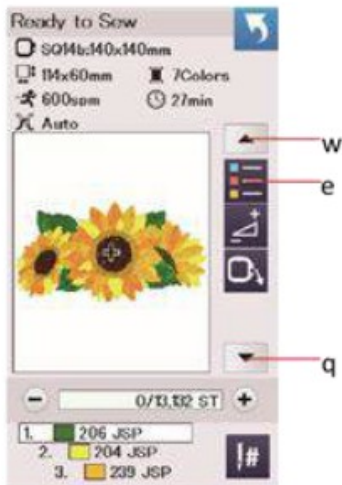 Ready to Sew
SQ14b:140x140mm
114x60mm 7Colors
600spm 27min
Auto
w
e
q
− 0/13,132 ST +
1. 206 JSP
2. 204 JSP
3. 239 JSP
!#